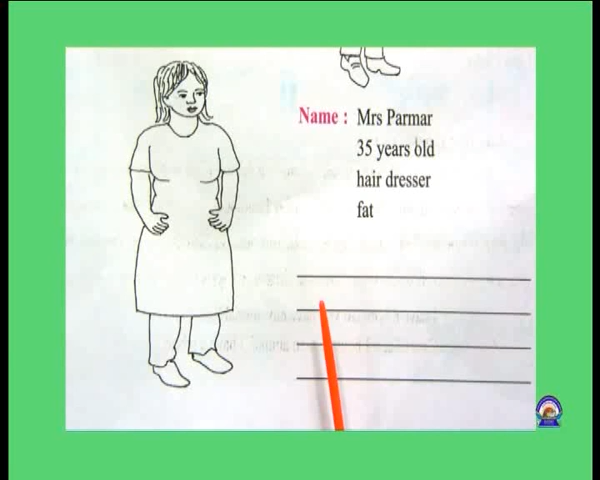 Name : Mrs Parmar
35 years old
hair dresser
fat